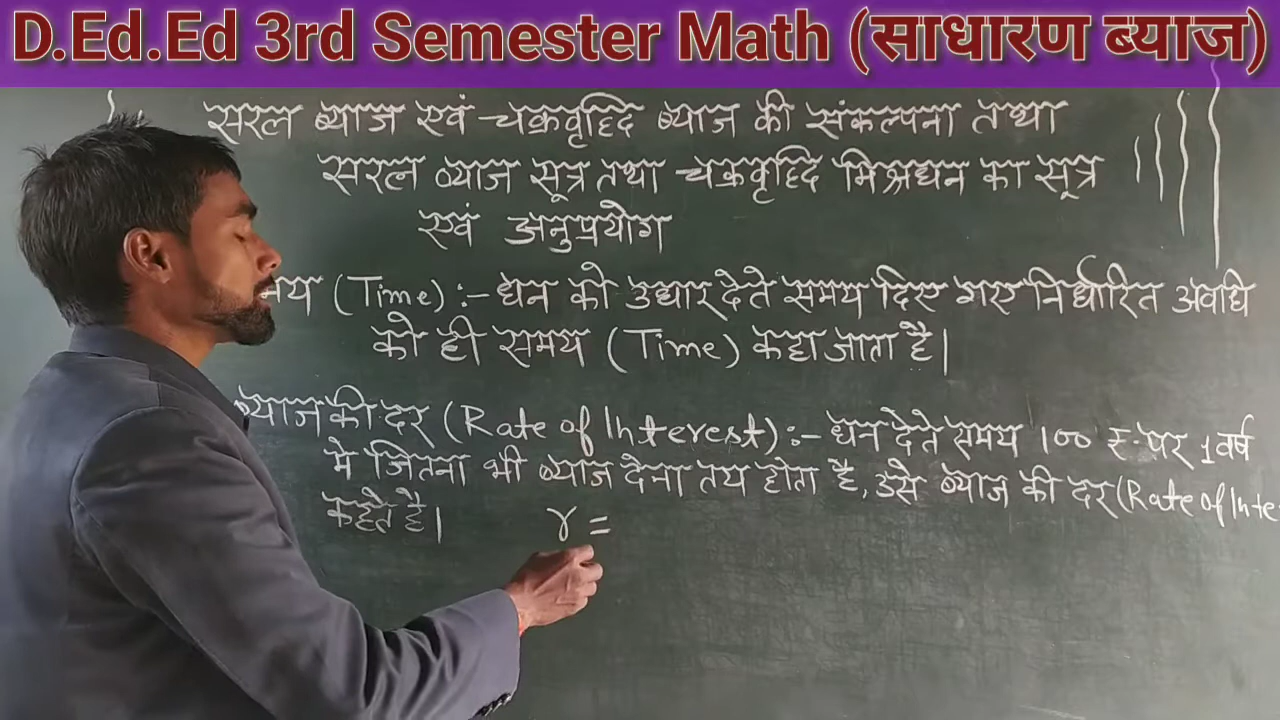 D.Ed.Ed 3rd Semester Math (साधारण ब्याज)
सरल ब्याज एवं चक्रवृद्धि ब्याज की संकल्पना तथा
सरल ब्याज सूत्र तथा चक्रवृद्धि मिश्रधन का सूत्र
एवं अनुप्रयोग
मय (Time) :- धन को उधार देते समय दिए गए निर्धारित अवधि
को ही समय (Time) कहा जाता है।
ब्याज की दर (Rate of Interest) :- धन देते समय 100 रु. पर 1 वर्ष
मे जितना भी ब्याज देना तय होता है, उसे ब्याज की दर (Rate of Inte
कहते है।
r =